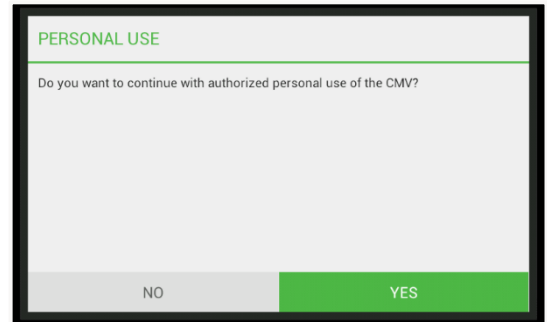 PERSONAL USE
Do you want to continue with authorized personal use of the CMV?
NO
YES